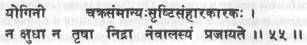 योगिनी चक्रसंमान्यः सृष्टिसंहारकारकः ।
न क्षुधा न तृषा निद्रा नैवालस्यं प्रजायते ।। ५५ ।।